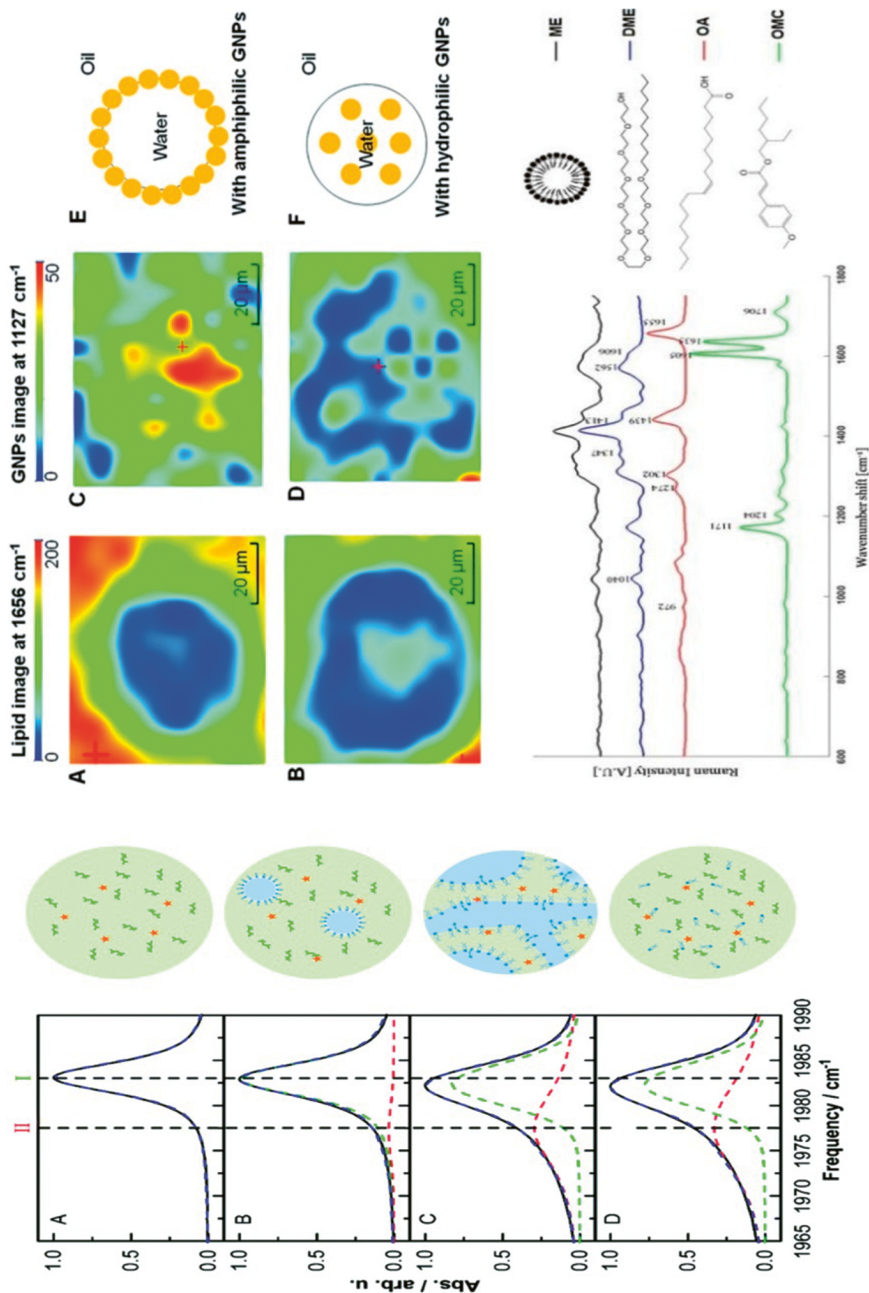 II I
A
1.0
0.5
0.0
B
1.0
0.5
0.0
C
1.0
0.5
0.0
D
1.0
0.5
0.0
Abs. / arb. u.
1965 1970 1975 1980 1985 1990
Frequency / cm-1
Lipid image at 1656 cm-1
0 200
GNPs image at 1127 cm-1
0 50
A
20 µm
C
20 µm
E
Oil
Water
With amphiphilic GNPs
B
20 µm
D
20 µm
F
Oil
Water
With hydrophilic GNPs
Raman Intensity [A.U.]
1347
1413
1562
1606
1040
972
1274
1302
1439
1655
1171
1204
1605
1635
1706
600 800 1000 1200 1400 1600 1800
Wavenumber shift [cm-1]
ME
DME
OH
OA
OH
O
OMC
O
O
O